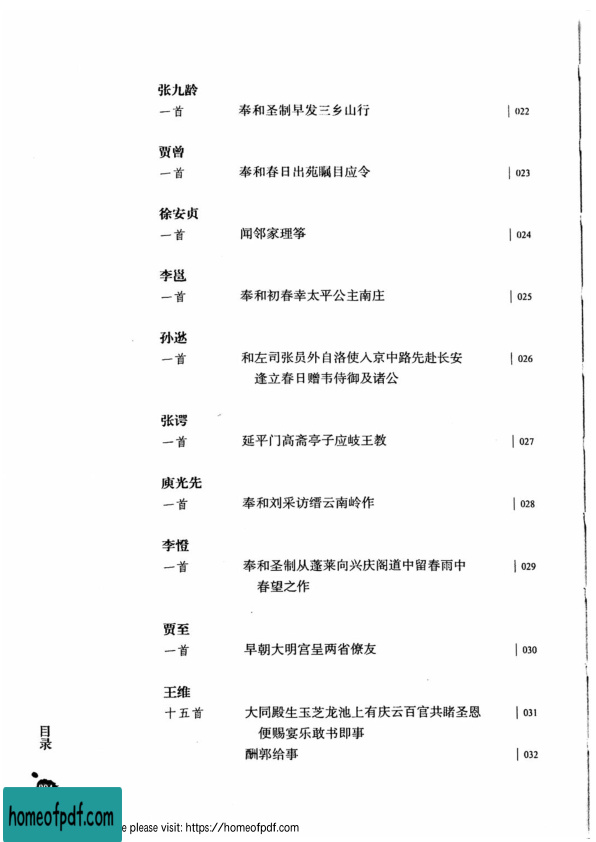 张九龄
一首 奉和圣制早发三乡山行 | 022
贾曾
一首 奉和春日出苑瞩目应令 | 023
徐安贞
一首 闻邻家理筝 | 024
李邕
一首 奉和初春幸太平公主南庄 | 025
孙逖
一首 和左司张员外自洛使入京中路先赴长安 | 026
逢立春日赠韦侍御及诸公
张谔
一首 延平门高斋亭子应岐王教 | 027
庾光先
一首 奉和刘采访缙云南岭作 | 028
李憕
一首 奉和圣制从蓬莱向兴庆阁道中留春雨中 | 029
春望之作
贾至
一首 早朝大明宫呈两省僚友 | 030
王维
十五首 大同殿生玉芝龙池上有庆云百官共睹圣恩 | 031
便赐宴乐敢书即事
酬郭给事 | 032
目录
homeofpdf.com
e please visit: https://homeofpdf.com